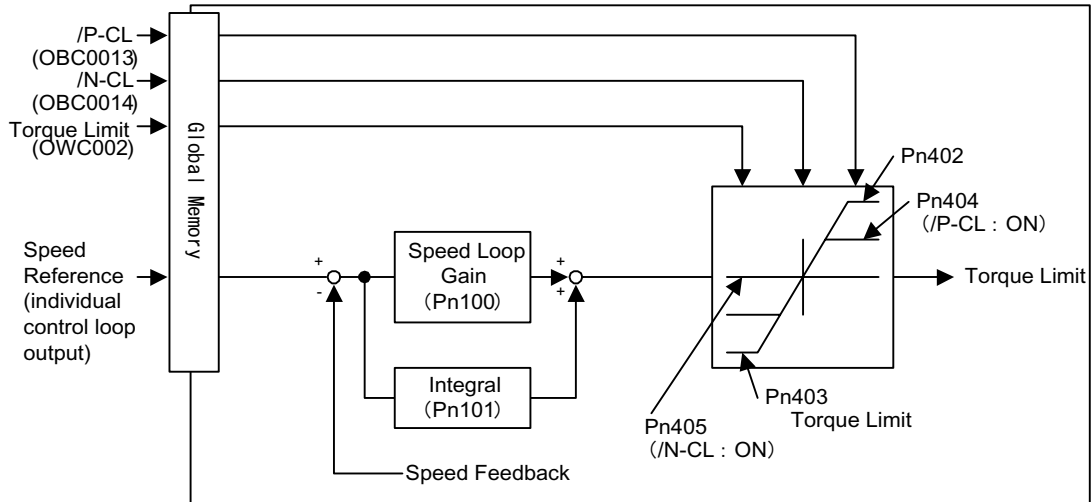 /P-CL
(OBC0013)
/N-CL
(OBC0014)
Torque Limit
(OWC002)
Speed
Reference
(individual
control loop
output)
Global Memory
+
-
Speed Loop
Gain
(Pn100)
Integral
(Pn101)
+
+
Speed Feedback
Pn402
Pn404
(/P-CL : ON)
Torque Limit
Pn403
Torque Limit
Pn405
(/N-CL : ON)